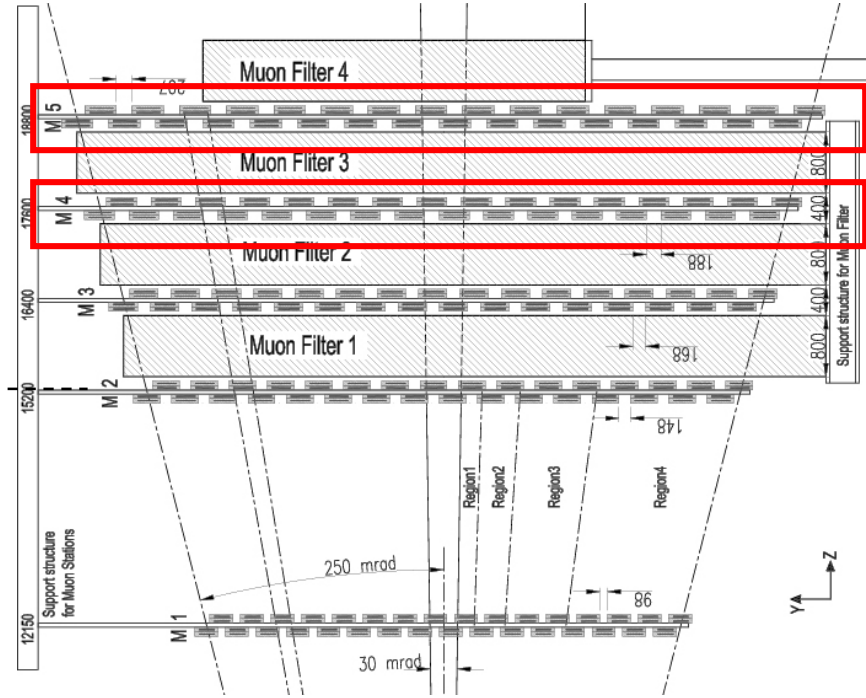 Muon Filter 4
207
18800
M 5
Muon Fliter 3
800
17600
M 4
400
Muon Filter 2
800
188
16400
M 3
400
Muon Filter 1
800
168
Support structure for Muon Filter
15200
M 2
148
Region1
Region2
Region3
Region4
Support structure
for Muon Stations
250 mrad
98
Y
Z
12150
M 1
30 mrad